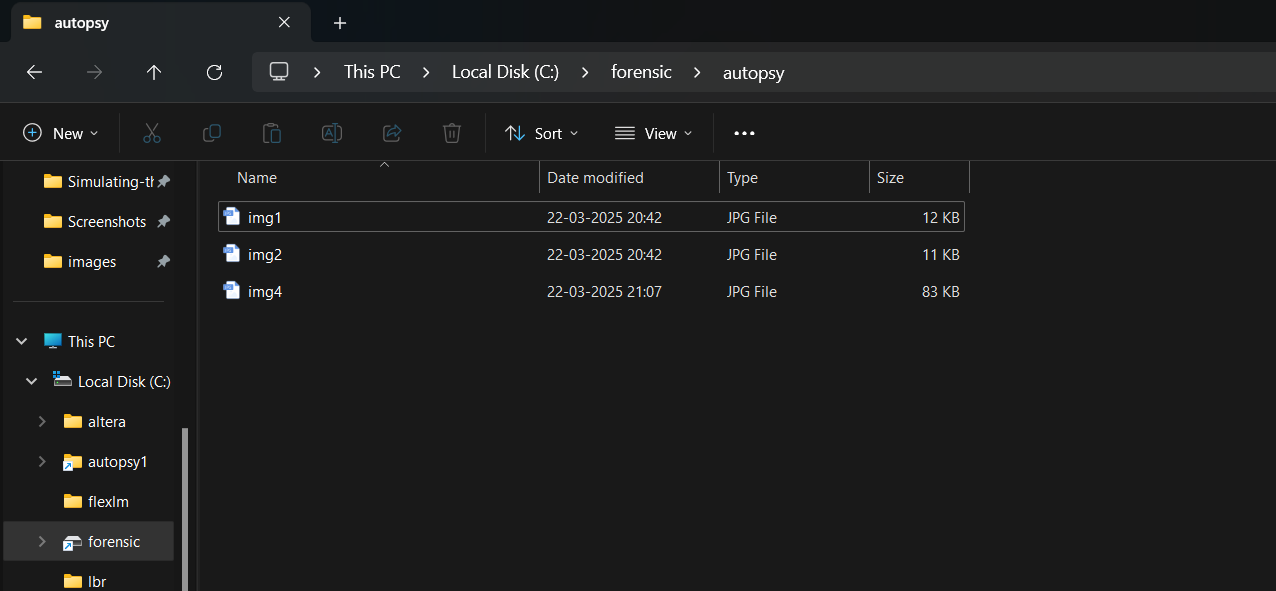 autopsy
This PC Local Disk (C:) forensic autopsy
New Sort View
Simulating-th
Screenshots
images
This PC
Local Disk (C:)
altera
autopsy1
flexlm
forensic
lbr
Name Date modified Type Size
img1 22-03-2025 20:42 JPG File 12 KB
img2 22-03-2025 20:42 JPG File 11 KB
img4 22-03-2025 21:07 JPG File 83 KB